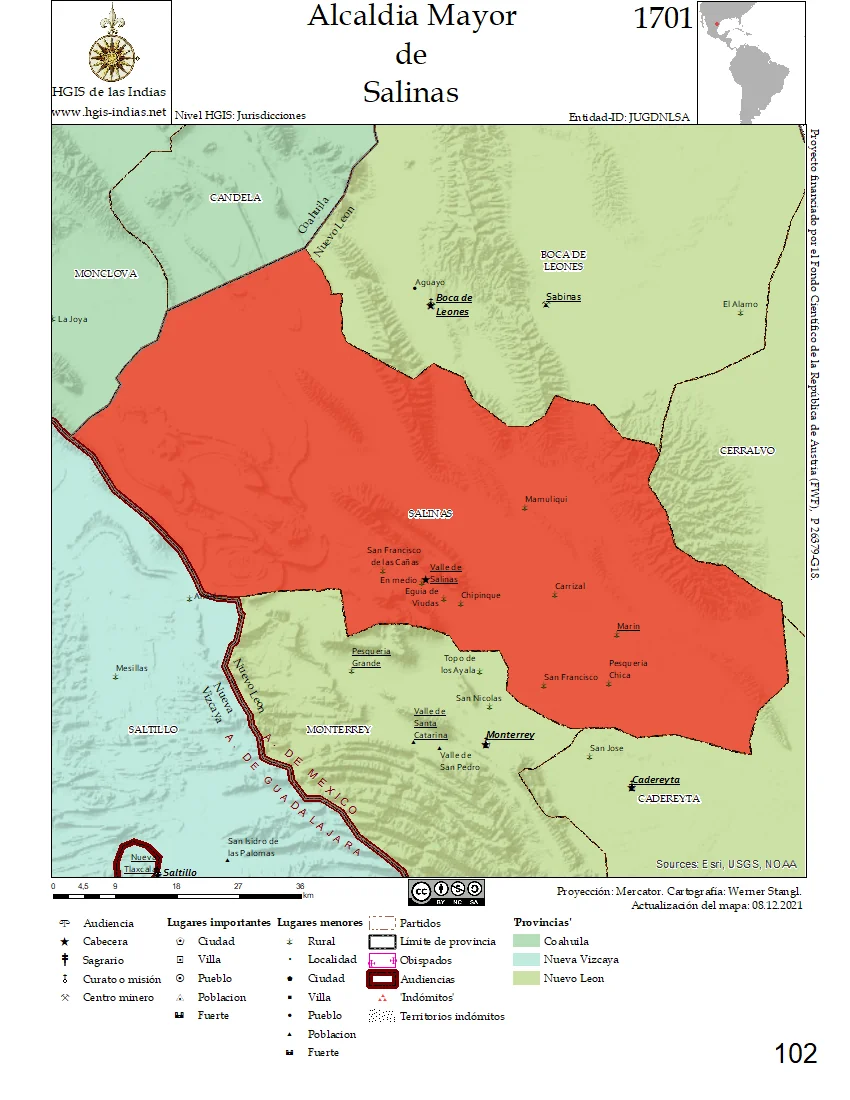 Alcaldia Mayor
de
Salinas
1701
HGIS de las Indias
www.hgis-indias.net
Nivel HGIS: Jurisdicciones
Entidad-ID: JUGDNLSA
Proyecto financiado por el Fondo Científico de la República de Austria (FWF), P 26379-G18.
CANDELA
Coahuila
Nuevo Leon
MONCLOVA
BOCA DE
LEONES
Aguayo
Boca de
Leones
Sabinas
El Alamo
La Joya
CERRALVO
Mamuliqui
SALINAS
San Francisco
de las Cañas
Valle de
Salinas
En medio
Eguia de
Viudas
Chipinque
Carrizal
Marin
Pesqueria
Grande
Topo de
los Ayala
Pesqueria
Chica
San Francisco
Mesillas
Nuevo Leon
Nueva
Vizcaya
San Nicolas
Valle de
Santa
Catarina
SALTILLO
MONTERREY
Monterrey
Valle de
San Pedro
San Jose
A. DE MEXICO
A. DE GUADALAJARA
Cadereyta
CADEREYTA
San Isidro de
las Palomas
Nueva
Tlaxcala
Saltillo
Sources: Esri, USGS, NOAA
0 4,5 9 18 27 36
km
CC BY NC SA
Proyección: Mercator. Cartografía: Werner Stangl.
Actualización del mapa: 08.12.2021
Audiencia
Cabecera
Sagrario
Curato o misión
Centro minero
Lugares importantes
Ciudad
Villa
Pueblo
Poblacion
Fuerte
Lugares menores
Rural
Localidad
Ciudad
Villa
Pueblo
Poblacion
Fuerte
Partidos
Límite de provincia
Obispados
Audiencias
'Indómitos'
Territorios indómitos
'Provincias'
Coahuila
Nueva Vizcaya
Nuevo Leon
102